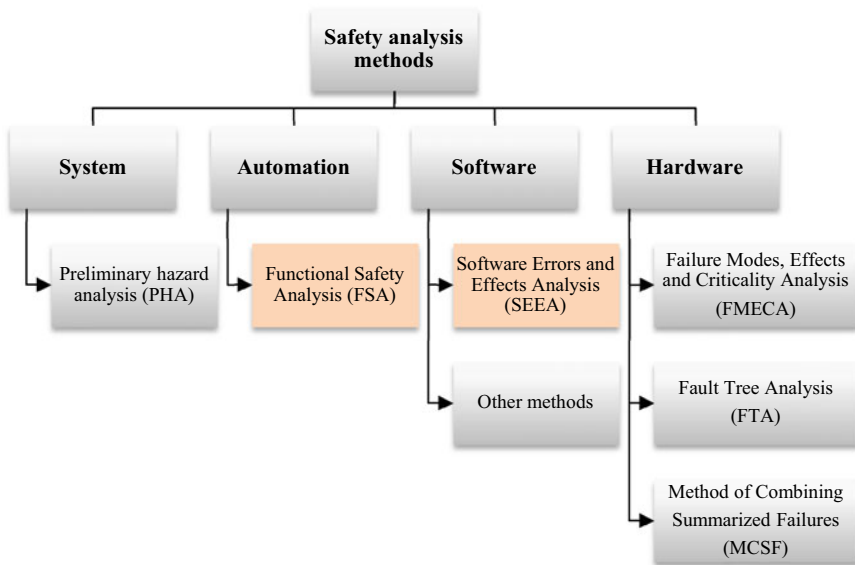 Safety analysis
methods
System
Automation
Software
Hardware
Preliminary hazard
analysis (PHA)
Functional Safety
Analysis (FSA)
Software Errors and
Effects Analysis
(SEEA)
Failure Modes, Effects
and Criticality Analysis
(FMECA)
Other methods
Fault Tree Analysis
(FTA)
Method of Combining
Summarized Failures
(MCSF)